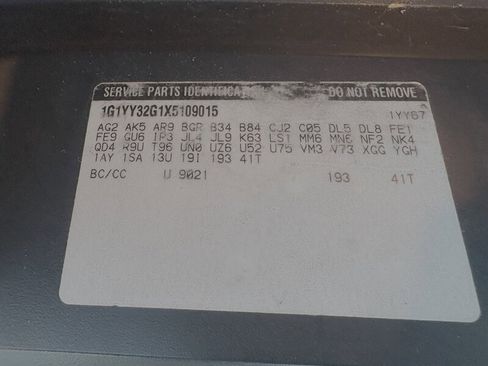 SERVICE PARTS IDENTIFICATION DO NOT REMOVE
1G1YY32G1X5109015 1YY67
AG2 AK5 AR9 BGR B34 B84 CJ2 C05 DL5 DL8 FE1
FE9 GU6 IP3 JL4 JL9 K63 LS1 MM6 MN6 NF2 NK4
QD4 R9U T96 UN0 UZ6 U52 U75 VM3 V73 XGG YGH
1AY 1SA 13U 19I 193 41T
BC/CC U 9021 193 41T